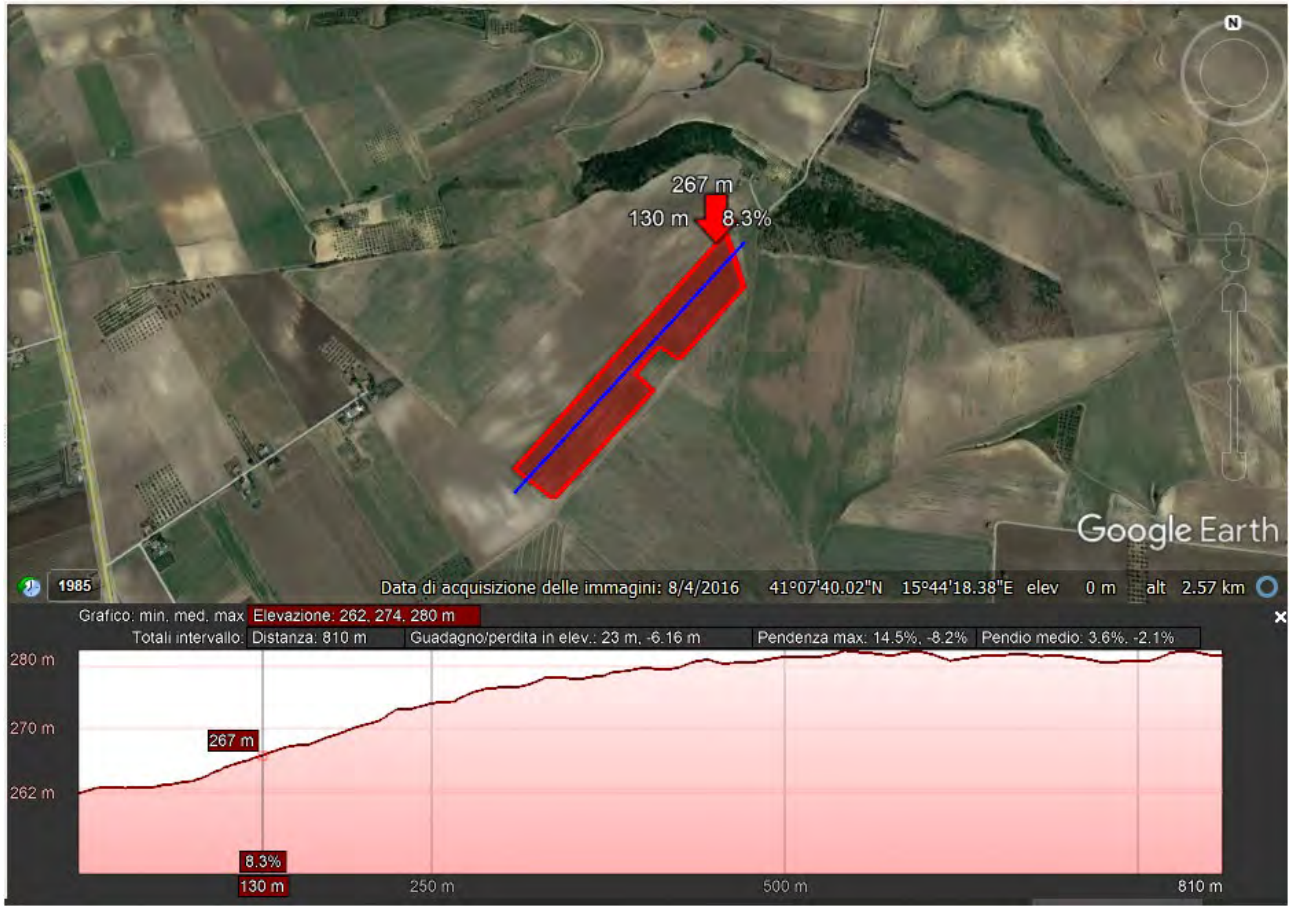 N
267 m
130 m 8.3%
Google Earth
1985 Data di acquisizione delle immagini: 8/4/2016 41°07'40.02"N 15°44'18.38"E elev 0 m alt 2.57 km
Grafico: min, med, max Elevazione: 262, 274, 280 m
Totali intervallo: Distanza: 810 m Guadagno/perdita in elev.: 23 m, -6.16 m Pendenza max: 14.5%, -8.2% Pendio medio: 3.6%, -2.1%
280 m
270 m
267 m
262 m
8.3%
130 m 250 m 500 m 810 m